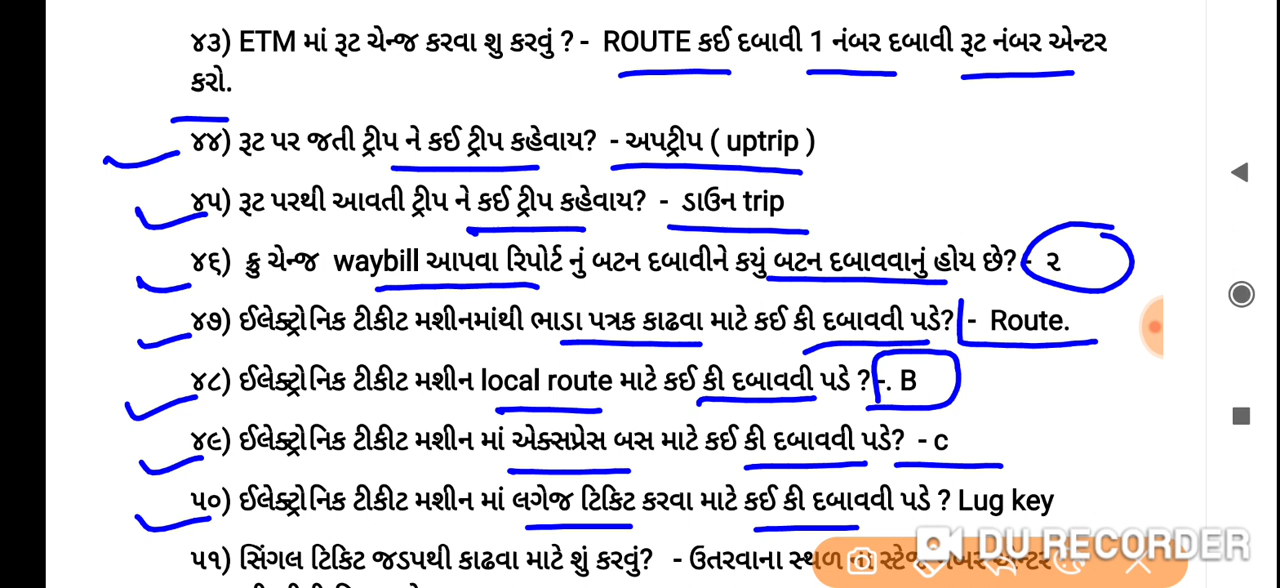 ૪૩) ETM માં રૂટ ચેન્જ કરવા શુ કરવું ? - ROUTE કઈ દબાવી 1 નંબર દબાવી રૂટ નંબર એન્ટર
કરો.
૪૪) રૂટ પર જતી ટ્રીપ ને કઈ ટ્રીપ કહેવાય? - અપટ્રીપ ( uptrip )
૪૫) રૂટ પરથી આવતી ટ્રીપ ને કઈ ટ્રીપ કહેવાય? - ડાઉન trip
૪૬) ક્રુ ચેન્જ waybill આપવા રિપોર્ટ નું બટન દબાવીને કયું બટન દબાવવાનું હોય છે? - ૨
૪૭) ઈલેક્ટ્રોનિક ટીકીટ મશીનમાંથી ભાડા પત્રક કાઢવા માટે કઈ કી દબાવવી પડે? - Route.
૪૮) ઈલેક્ટ્રોનિક ટીકીટ મશીન local route માટે કઈ કી દબાવવી પડે ? -. B
૪૯) ઈલેક્ટ્રોનિક ટીકીટ મશીન માં એક્સપ્રેસ બસ માટે કઈ કી દબાવવી પડે? - c
૫૦) ઈલેક્ટ્રોનિક ટીકીટ મશીન માં લગેજ ટિકિટ કરવા માટે કઈ કી દબાવવી પડે ? Lug key
૫૧) સિંગલ ટિકિટ જડપથી કાઢવા માટે શું કરવું? - ઉતરવાના સ્થળ
DU RECORDER